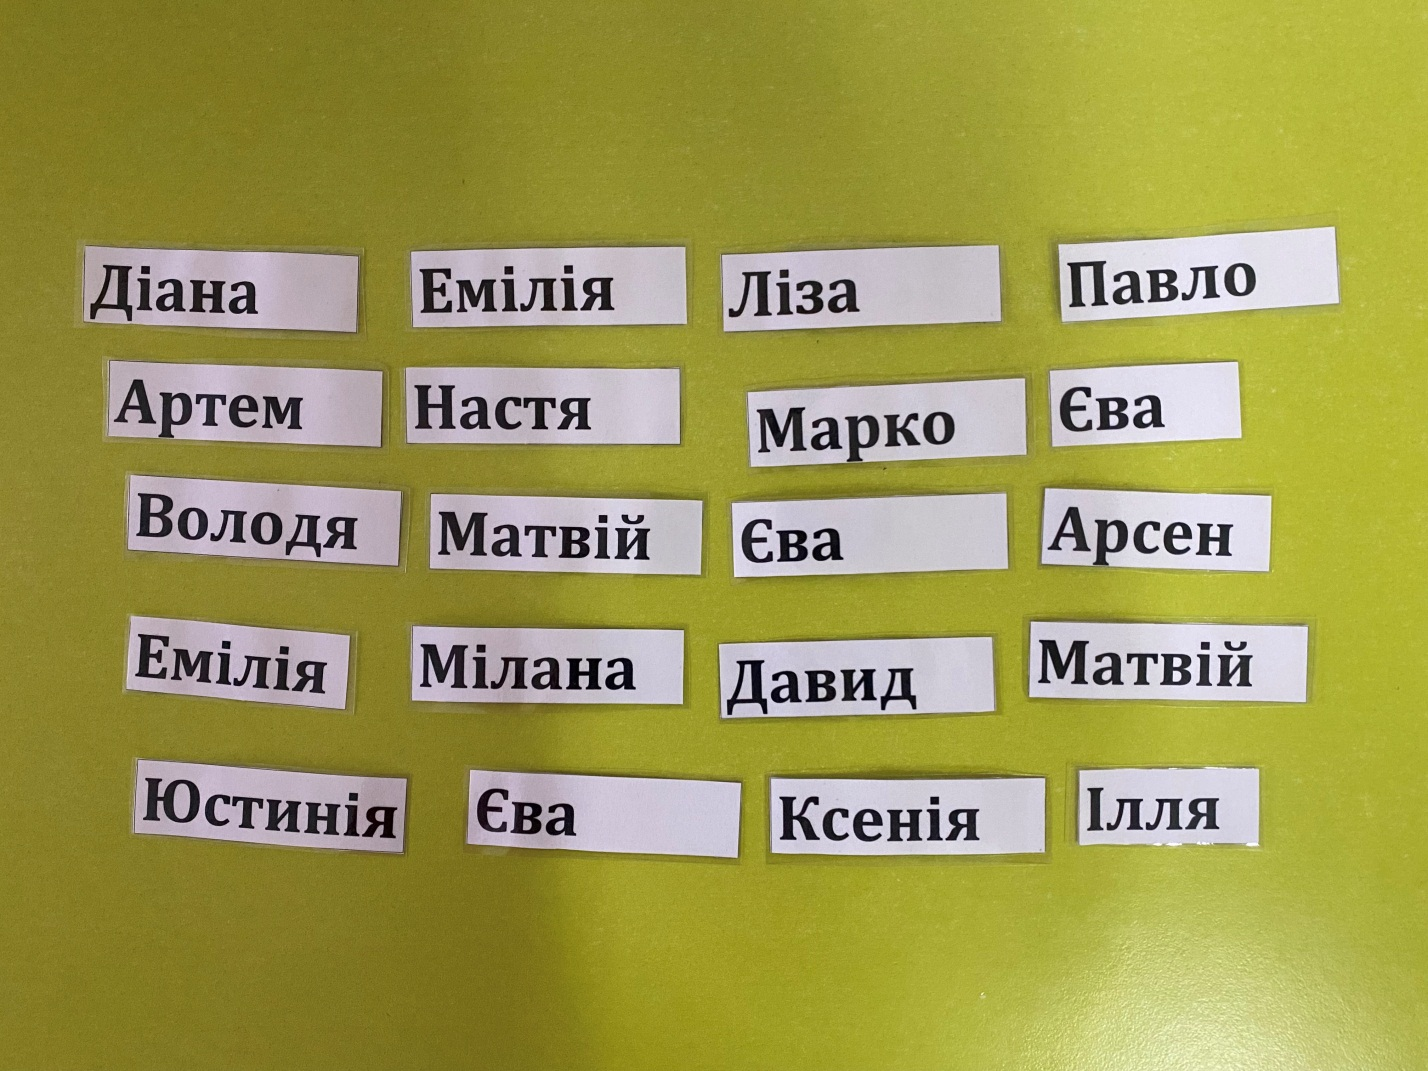 Діана Емілія Ліза Павло
Артем Настя Марко Єва
Володя Матвій Єва Арсен
Емілія Мілана Давид Матвій
Юстинія Єва Ксенія Ілля